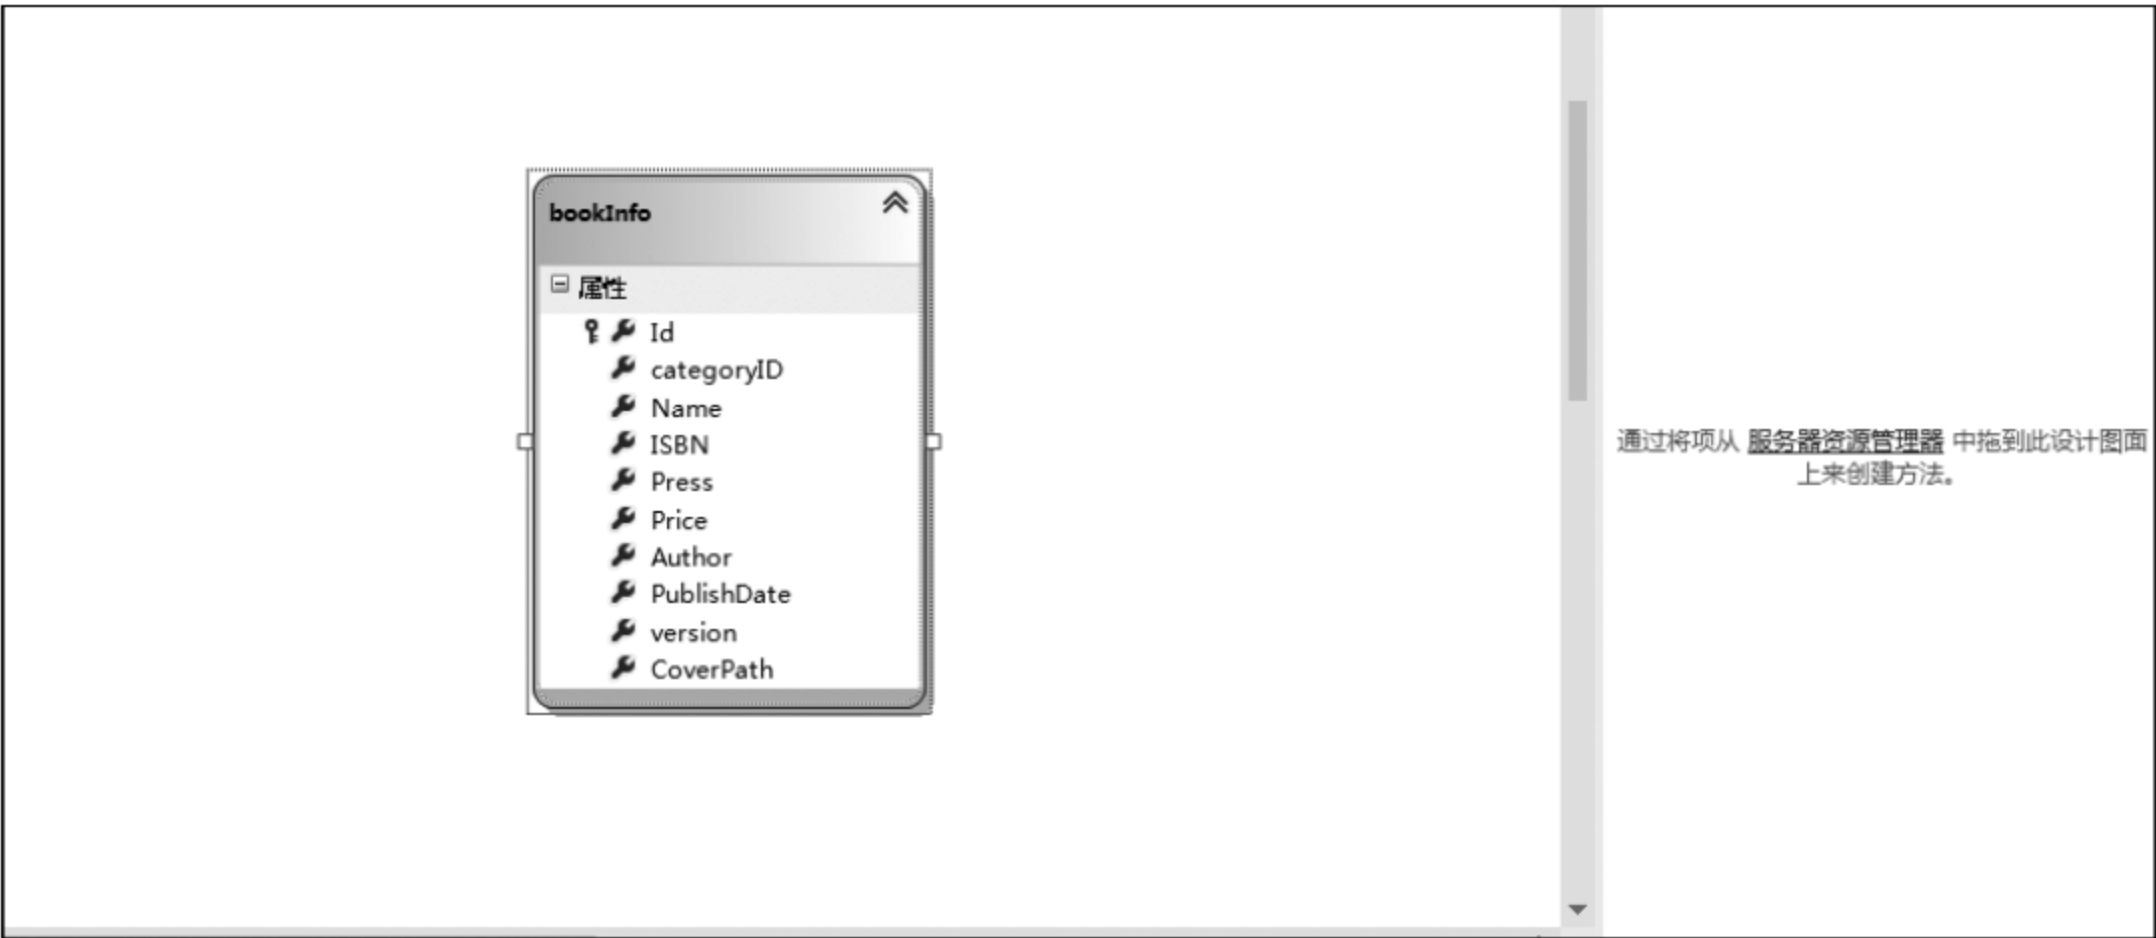 bookInfo
属性
Id
categoryID
Name
ISBN
Press
Price
Author
PublishDate
version
CoverPath
通过将项从 服务器资源管理器 中拖到此设计图面
上来创建方法。